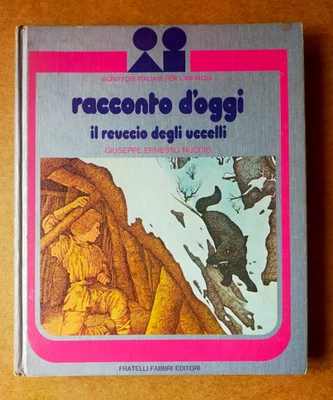 SCRITTORI ITALIANI PER L'INFANZIA
racconto d'oggi
il reuccio degli uccelli
GIUSEPPE ERNESTO NUCCIO
FRATELLI FABBRI EDITORI